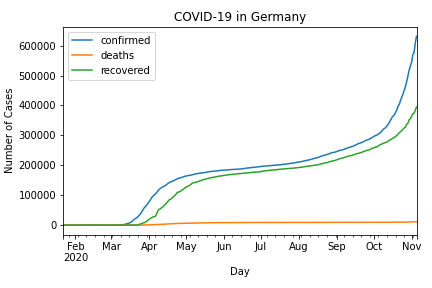 COVID-19 in Germany
confirmed
deaths
recovered
Number of Cases
600000
500000
400000
300000
200000
100000
0
Feb Mar Apr May Jun Jul Aug Sep Oct Nov
2020
Day